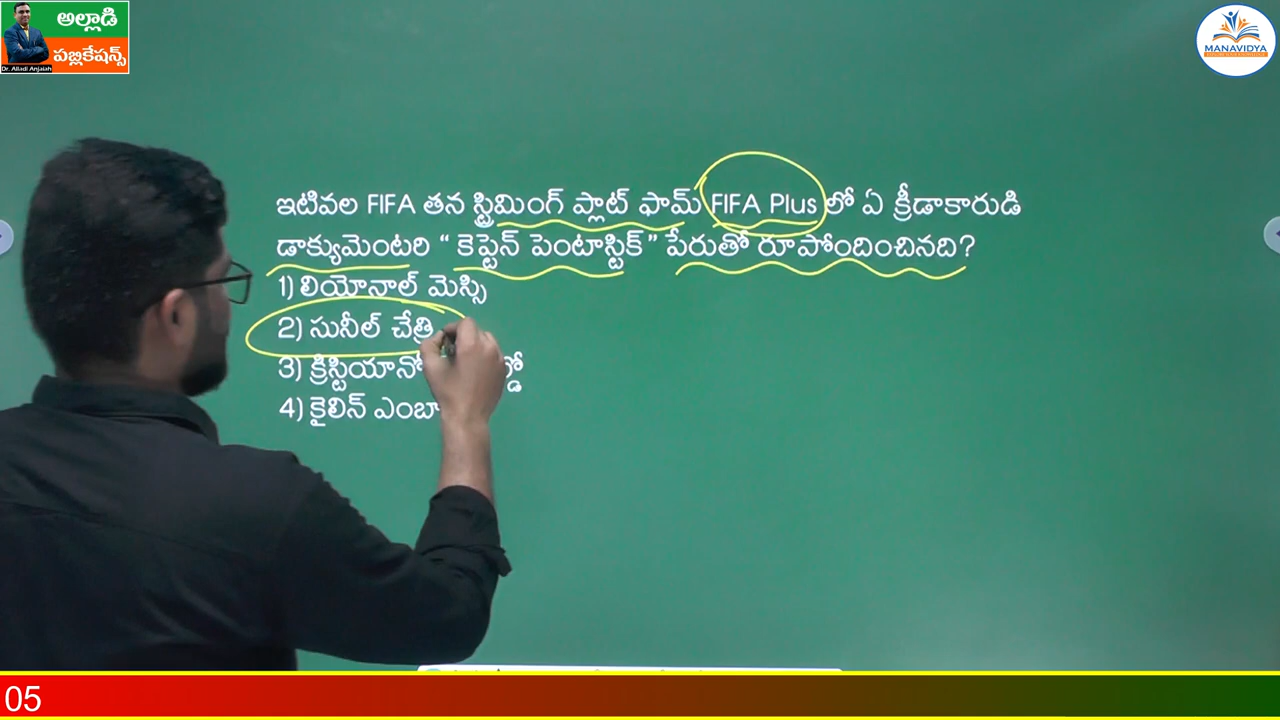 అల్లాడి
పబ్లికేషన్స్
Dr. Alladi Anjaiah
MANAVIDYA
ఇటీవల FIFA తన స్ట్రిమింగ్ ప్లాట్ ఫామ్ FIFA Plus లో ఏ క్రీడాకారుడి
డాక్యుమెంటరి “ కెప్టెన్ పెంటాస్టిక్” పేరుతో రూపోందించినది?
1) లియోనాల్ మెస్సి
2) సునీల్ చేత్రి
3) క్రిస్టియానో
4) కైలిన్ ఎంబా
05